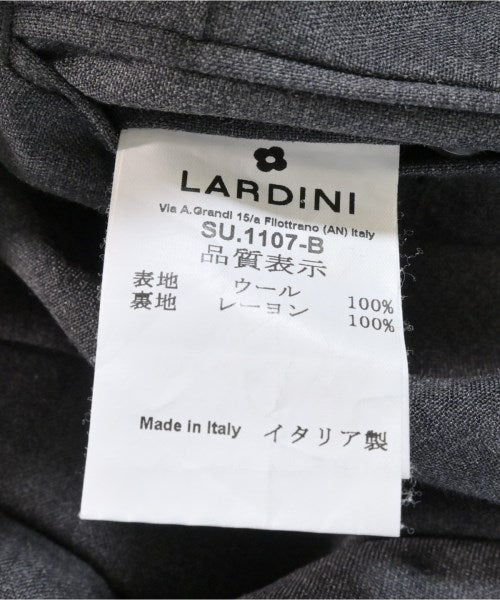 LARDINI
Via A.Grandi 15/a Filottrano (AN) Italy
SU.1107-B
品質表示
表地 ウール 100%
裏地 レーヨン 100%
Made in Italy イタリア製